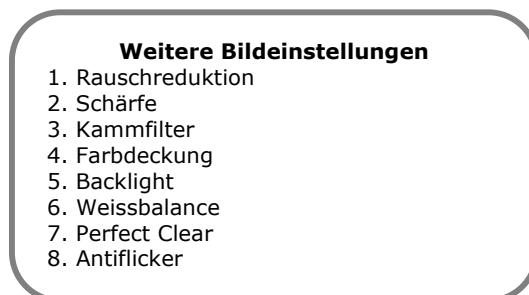 Weitere Bildeinstellungen
1. Rauschreduktion
2. Schärfe
3. Kammfilter
4. Farbdeckung
5. Backlight
6. Weissbalance
7. Perfect Clear
8. Antiflicker